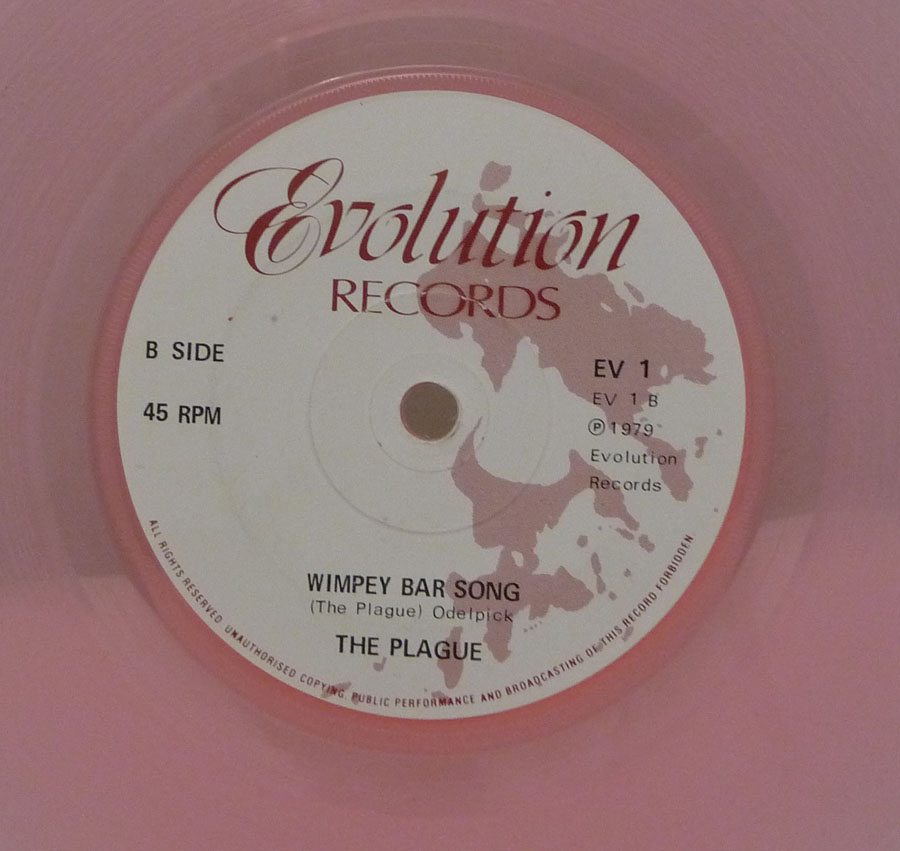 Evolution
RECORDS
B SIDE
45 RPM
EV 1
EV 1 B
Ⓟ1979
Evolution
Records
WIMPEY BAR SONG
(The Plague) Odelpick
THE PLAGUE
ALL RIGHTS RESERVED. UNAUTHORISED COPYING, PUBLIC PERFORMANCE AND BROADCASTING OF THIS RECORD FORBIDDEN